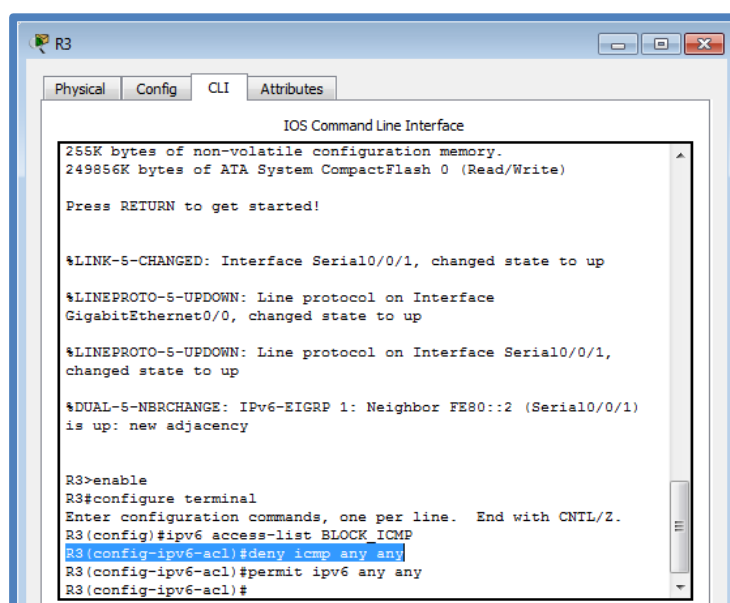 R3
Physical Config CLI Attributes
IOS Command Line Interface
255K bytes of non-volatile configuration memory.
249856K bytes of ATA System CompactFlash 0 (Read/Write)
Press RETURN to get started!
%LINK-5-CHANGED: Interface Serial0/0/1, changed state to up
%LINEPROTO-5-UPDOWN: Line protocol on Interface
GigabitEthernet0/0, changed state to up
%LINEPROTO-5-UPDOWN: Line protocol on Interface Serial0/0/1,
changed state to up
%DUAL-5-NBRCHANGE: IPv6-EIGRP 1: Neighbor FE80::2 (Serial0/0/1)
is up: new adjacency
R3>enable
R3#configure terminal
Enter configuration commands, one per line.  End with CNTL/Z.
R3(config)#ipv6 access-list BLOCK_ICMP
R3(config-ipv6-acl)#deny icmp any any
R3(config-ipv6-acl)#permit ipv6 any any
R3(config-ipv6-acl)#